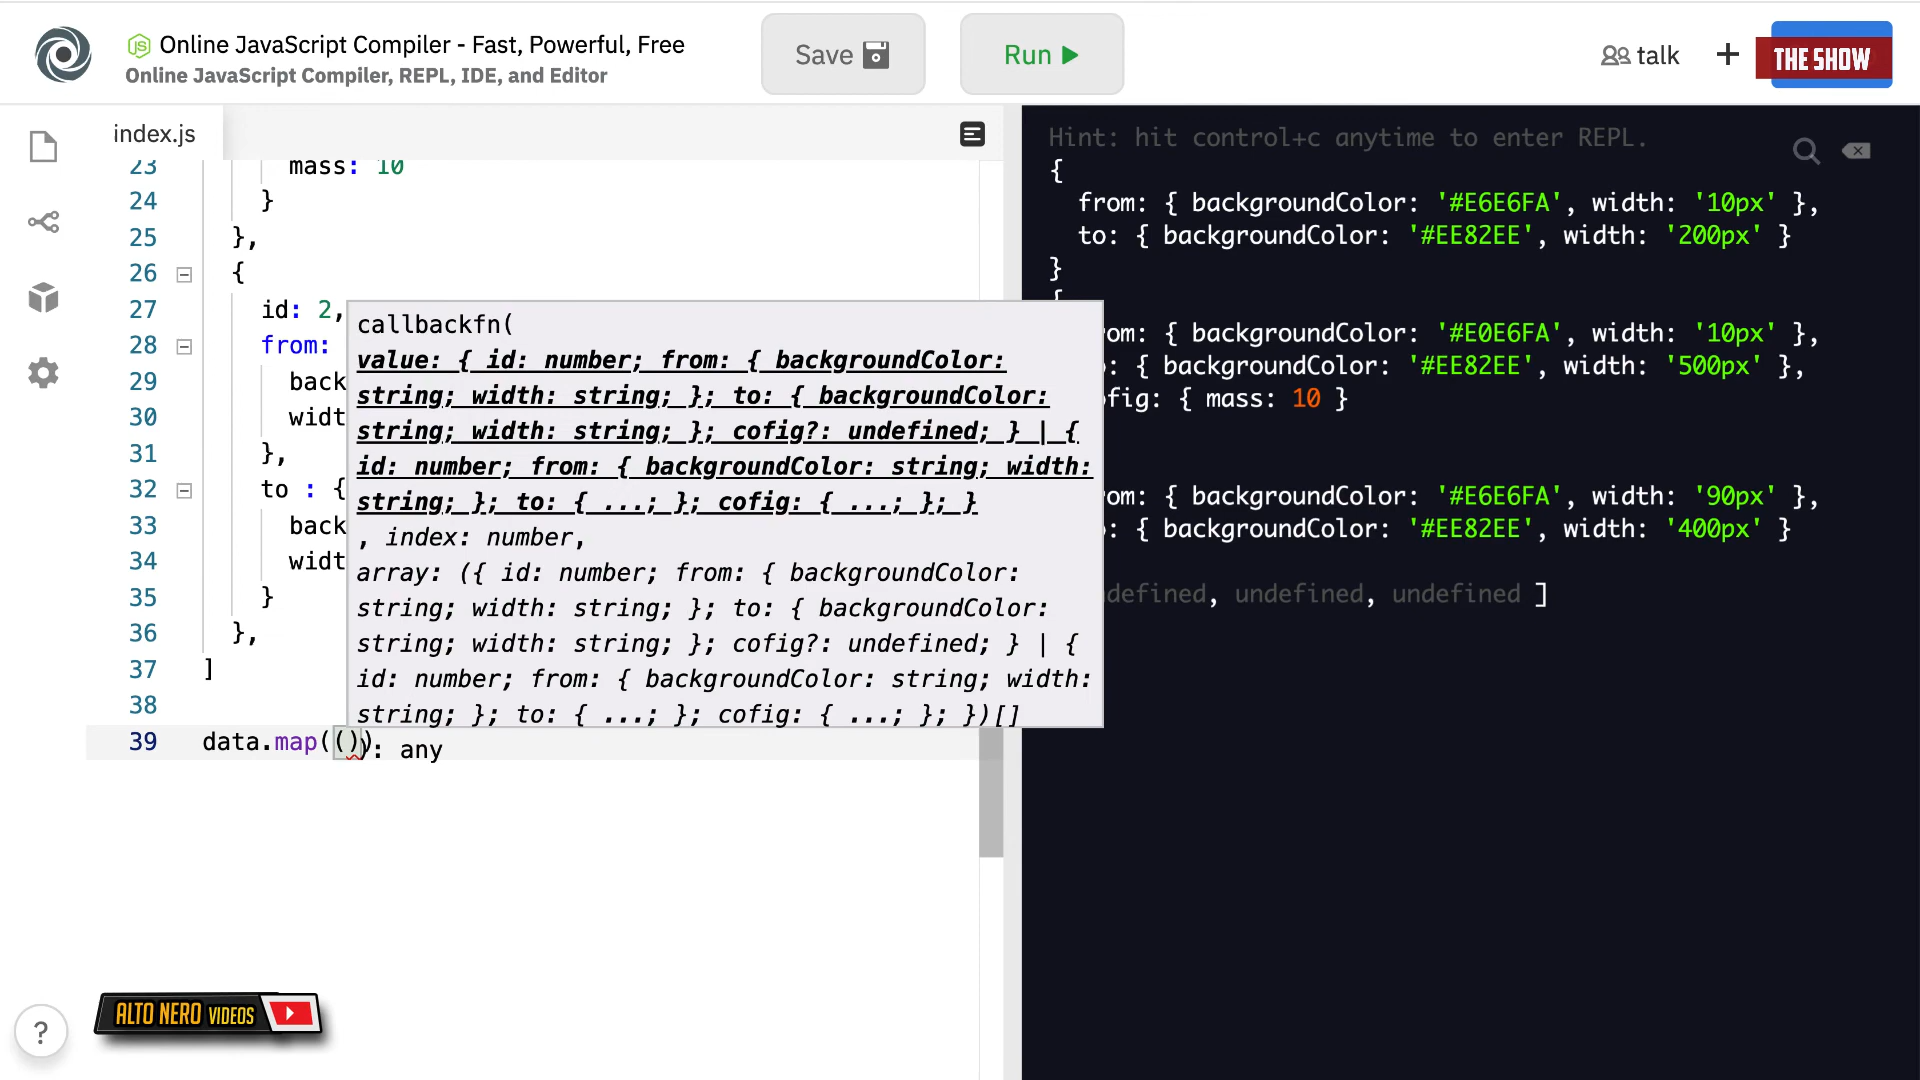 Online JavaScript Compiler - Fast, Powerful, Free
Online JavaScript Compiler, REPL, IDE, and Editor
Save
Run
talk
+
THE SHOW
index.js
23 mass: 10
24 }
25 },
26 {
27 id: 2,
28 from:
29 back
30 widt
31 },
32 to : {
33 back
34 widt
35 }
36 },
37 ]
38
39 data.map(())
callbackfn(
value: { id: number; from: { backgroundColor:
string; width: string; }; to: { backgroundColor:
string; width: string; }; cofig?: undefined; } | {
id: number; from: { backgroundColor: string; width:
string; }; to: { ...; }; cofig: { ...; }; }
, index: number,
array: ({ id: number; from: { backgroundColor:
string; width: string; }; to: { backgroundColor:
string; width: string; }; cofig?: undefined; } | {
id: number; from: { backgroundColor: string; width:
string; }; to: { ...; }; cofig: { ...; }; })[]
): any
Hint: hit control+c anytime to enter REPL.
{
from: { backgroundColor: '#E6E6FA', width: '10px' },
to: { backgroundColor: '#EE82EE', width: '200px' }
}
{
om: { backgroundColor: '#E0E6FA', width: '10px' },
: { backgroundColor: '#EE82EE', width: '500px' },
fig: { mass: 10 }
om: { backgroundColor: '#E6E6FA', width: '90px' },
: { backgroundColor: '#EE82EE', width: '400px' }
defined, undefined, undefined ]
ALTO NERO VIDEOS
?